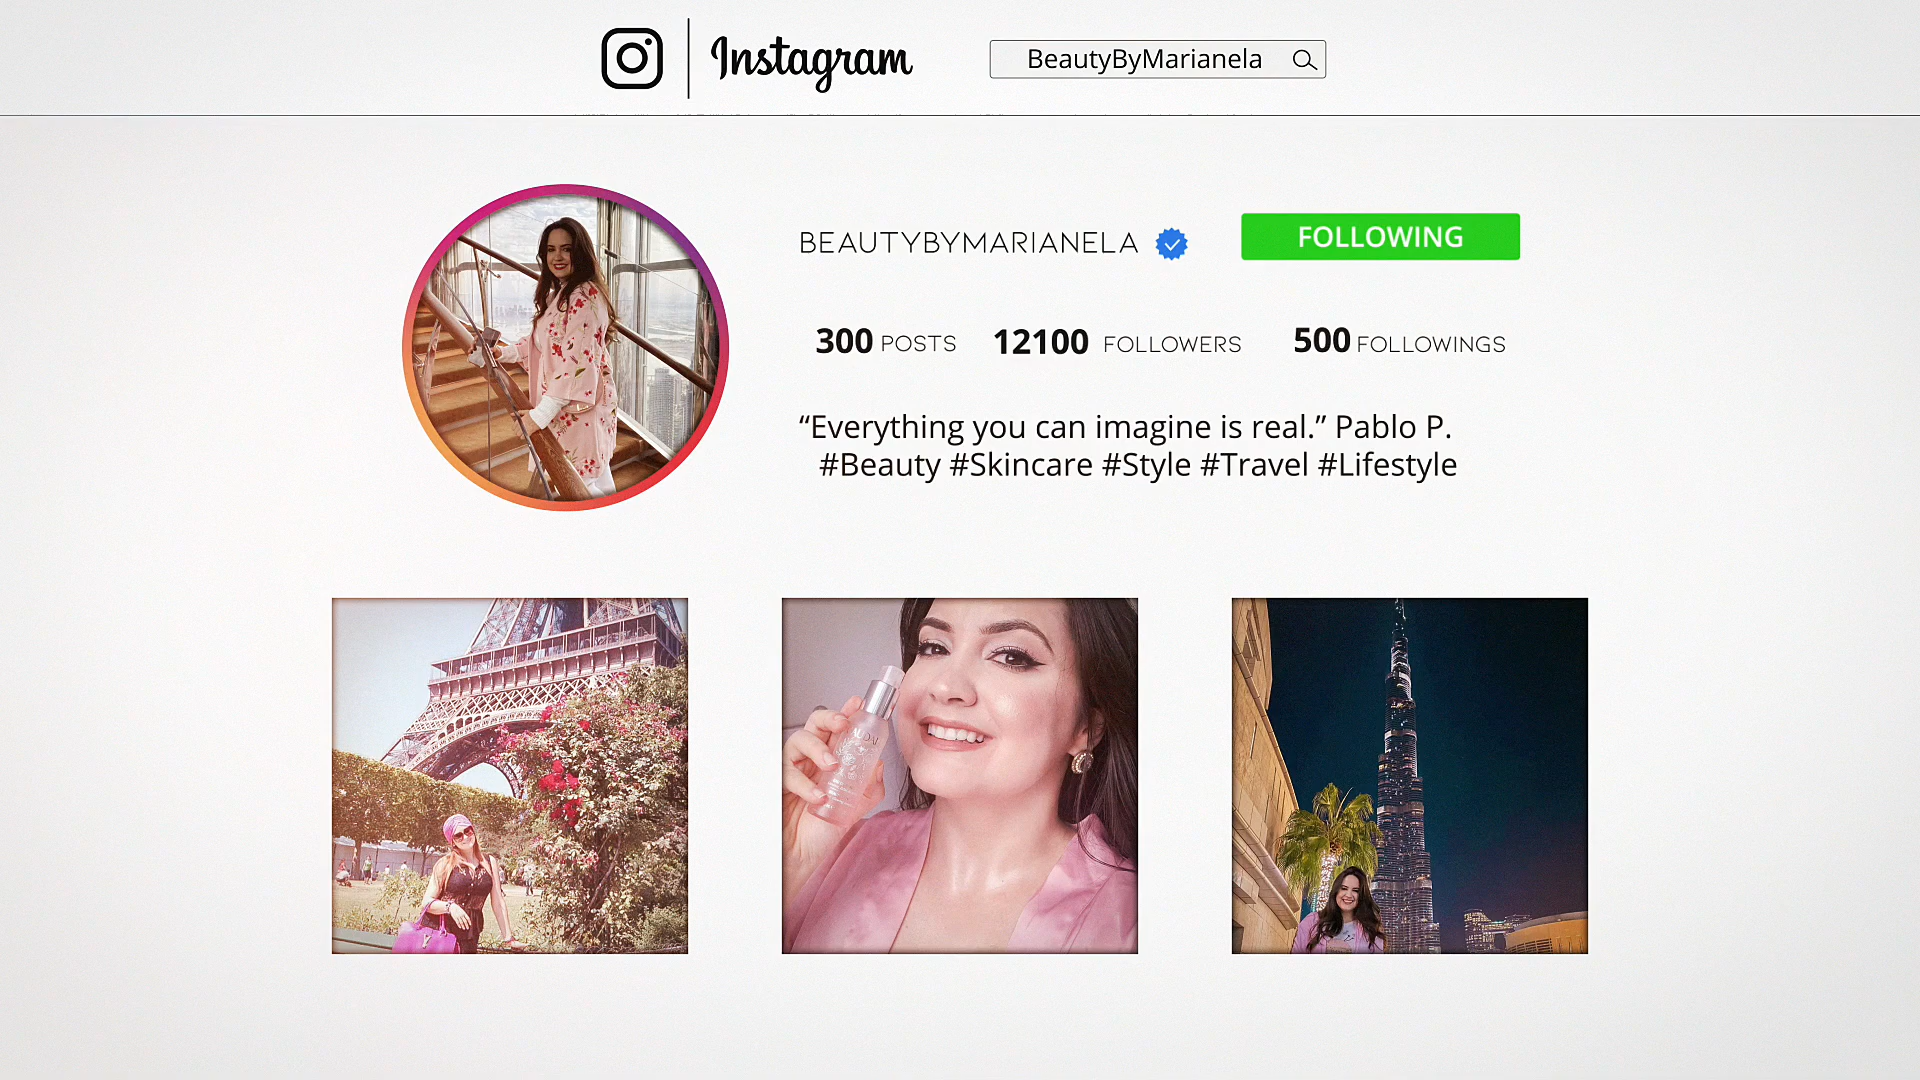 Instagram
BeautyByMarianela
BEAUTYBYMARIANELA
FOLLOWING
300 POSTS 12100 FOLLOWERS 500 FOLLOWINGS
“Everything you can imagine is real.” Pablo P.
#Beauty #Skincare #Style #Travel #Lifestyle